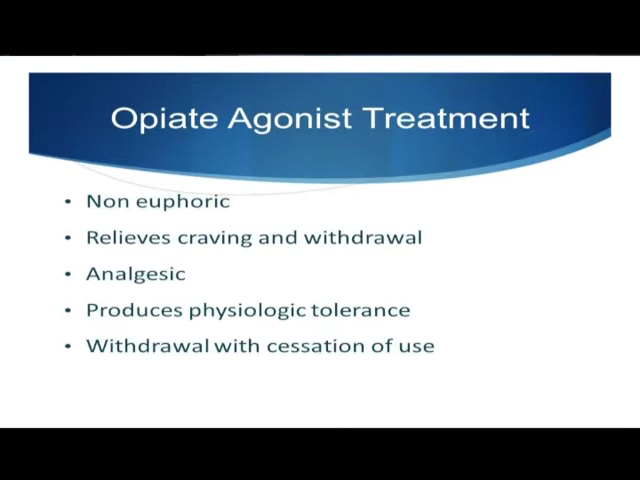 Opiate Agonist Treatment
• Non euphoric
• Relieves craving and withdrawal
• Analgesic
• Produces physiologic tolerance
• Withdrawal with cessation of use